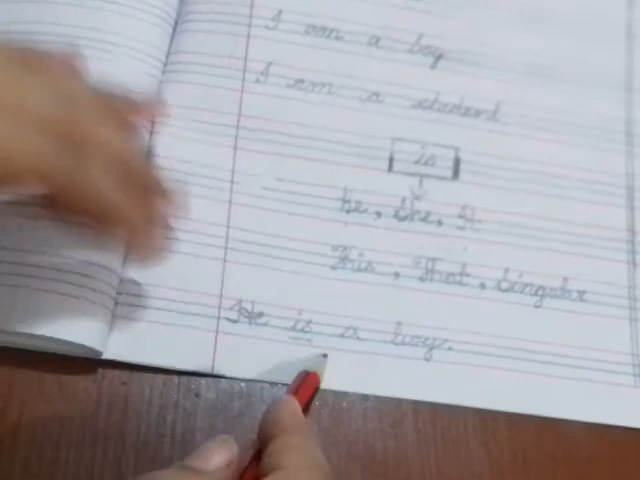 I am a boy
I am a student
is
He, She, It
This, That, Singular
He is a boy.